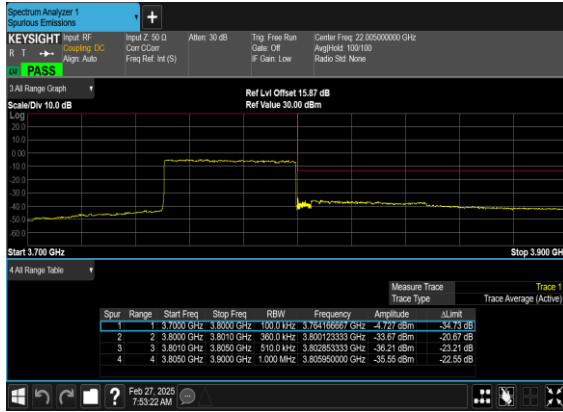 Spectrum Analyzer 1
Spurious Emissions
KEYSIGHT Input: RF Input Z: 50 Ω Atten: 30 dB Trig: Free Run Center Freq: 22.005000000 GHz
R T Coupling: DC Corr CCorr Gate: Off Avg|Hold: 100/100
Align: Auto Freq Ref: Int (S) IF Gain: Low Radio Std: None
PASS
3 All Range Graph
Ref Lvl Offset 15.87 dB
Scale/Div 10.0 dB Ref Value 30.00 dBm
Log
20.0
10.0
0.00
-10.0
-20.0
-30.0
-40.0
-50.0
-60.0
Start 3.700 GHz Stop 3.900 GH
4 All Range Table
Measure Trace Trace 1
Trace Type Trace Average (Active)
Spur Range Start Freq Stop Freq RBW Frequency Amplitude ΔLimit
1 1 3.7000 GHz 3.8000 GHz 100.0 kHz 3.764166667 GHz -4.727 dBm -34.73 dB
2 2 3.8000 GHz 3.8010 GHz 360.0 kHz 3.800123333 GHz -33.67 dBm -20.67 dB
3 3 3.8010 GHz 3.8050 GHz 510.0 kHz 3.802853333 GHz -36.21 dBm -23.21 dB
4 4 3.8050 GHz 3.9000 GHz 1.000 MHz 3.805950000 GHz -35.55 dBm -22.55 dB
? Feb 27, 2025
7:53:22 AM